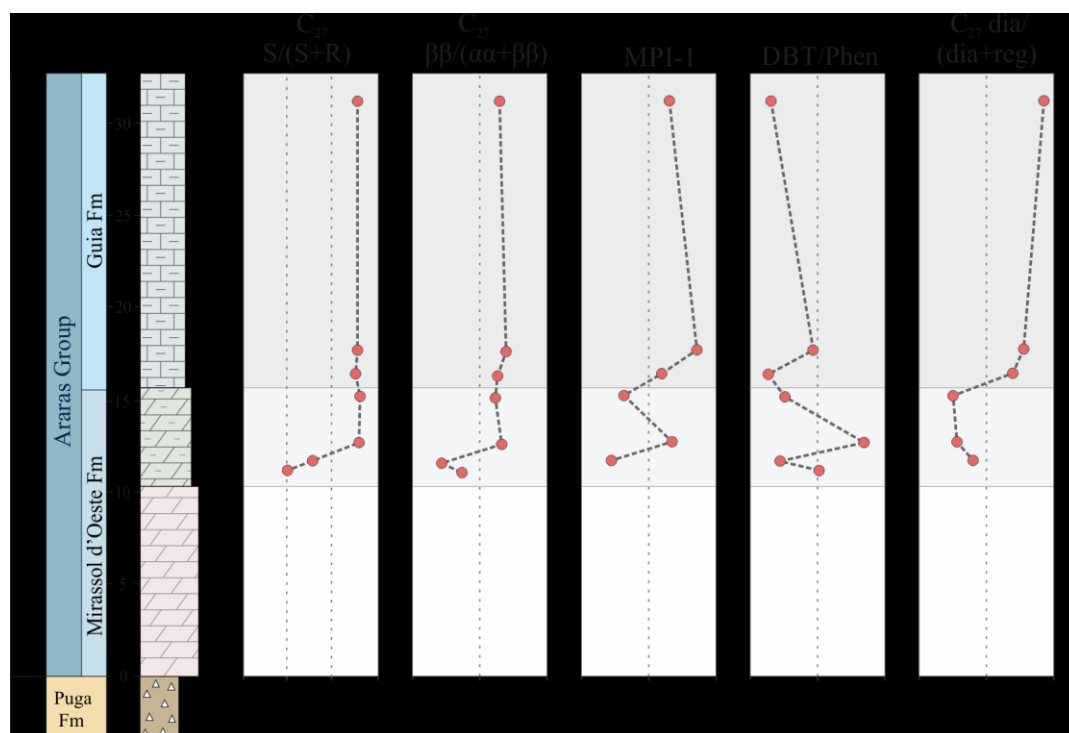 C₂₇
S/(S+R)
C₂₇
ββ/(αα+ββ)
MPI-1
DBT/Phen
C₂₇ dia/
(dia+reg)
Araras Group
Guia Fm
Mirassol d'Oeste Fm
Puga
Fm
30
25
20
15
10
5
0